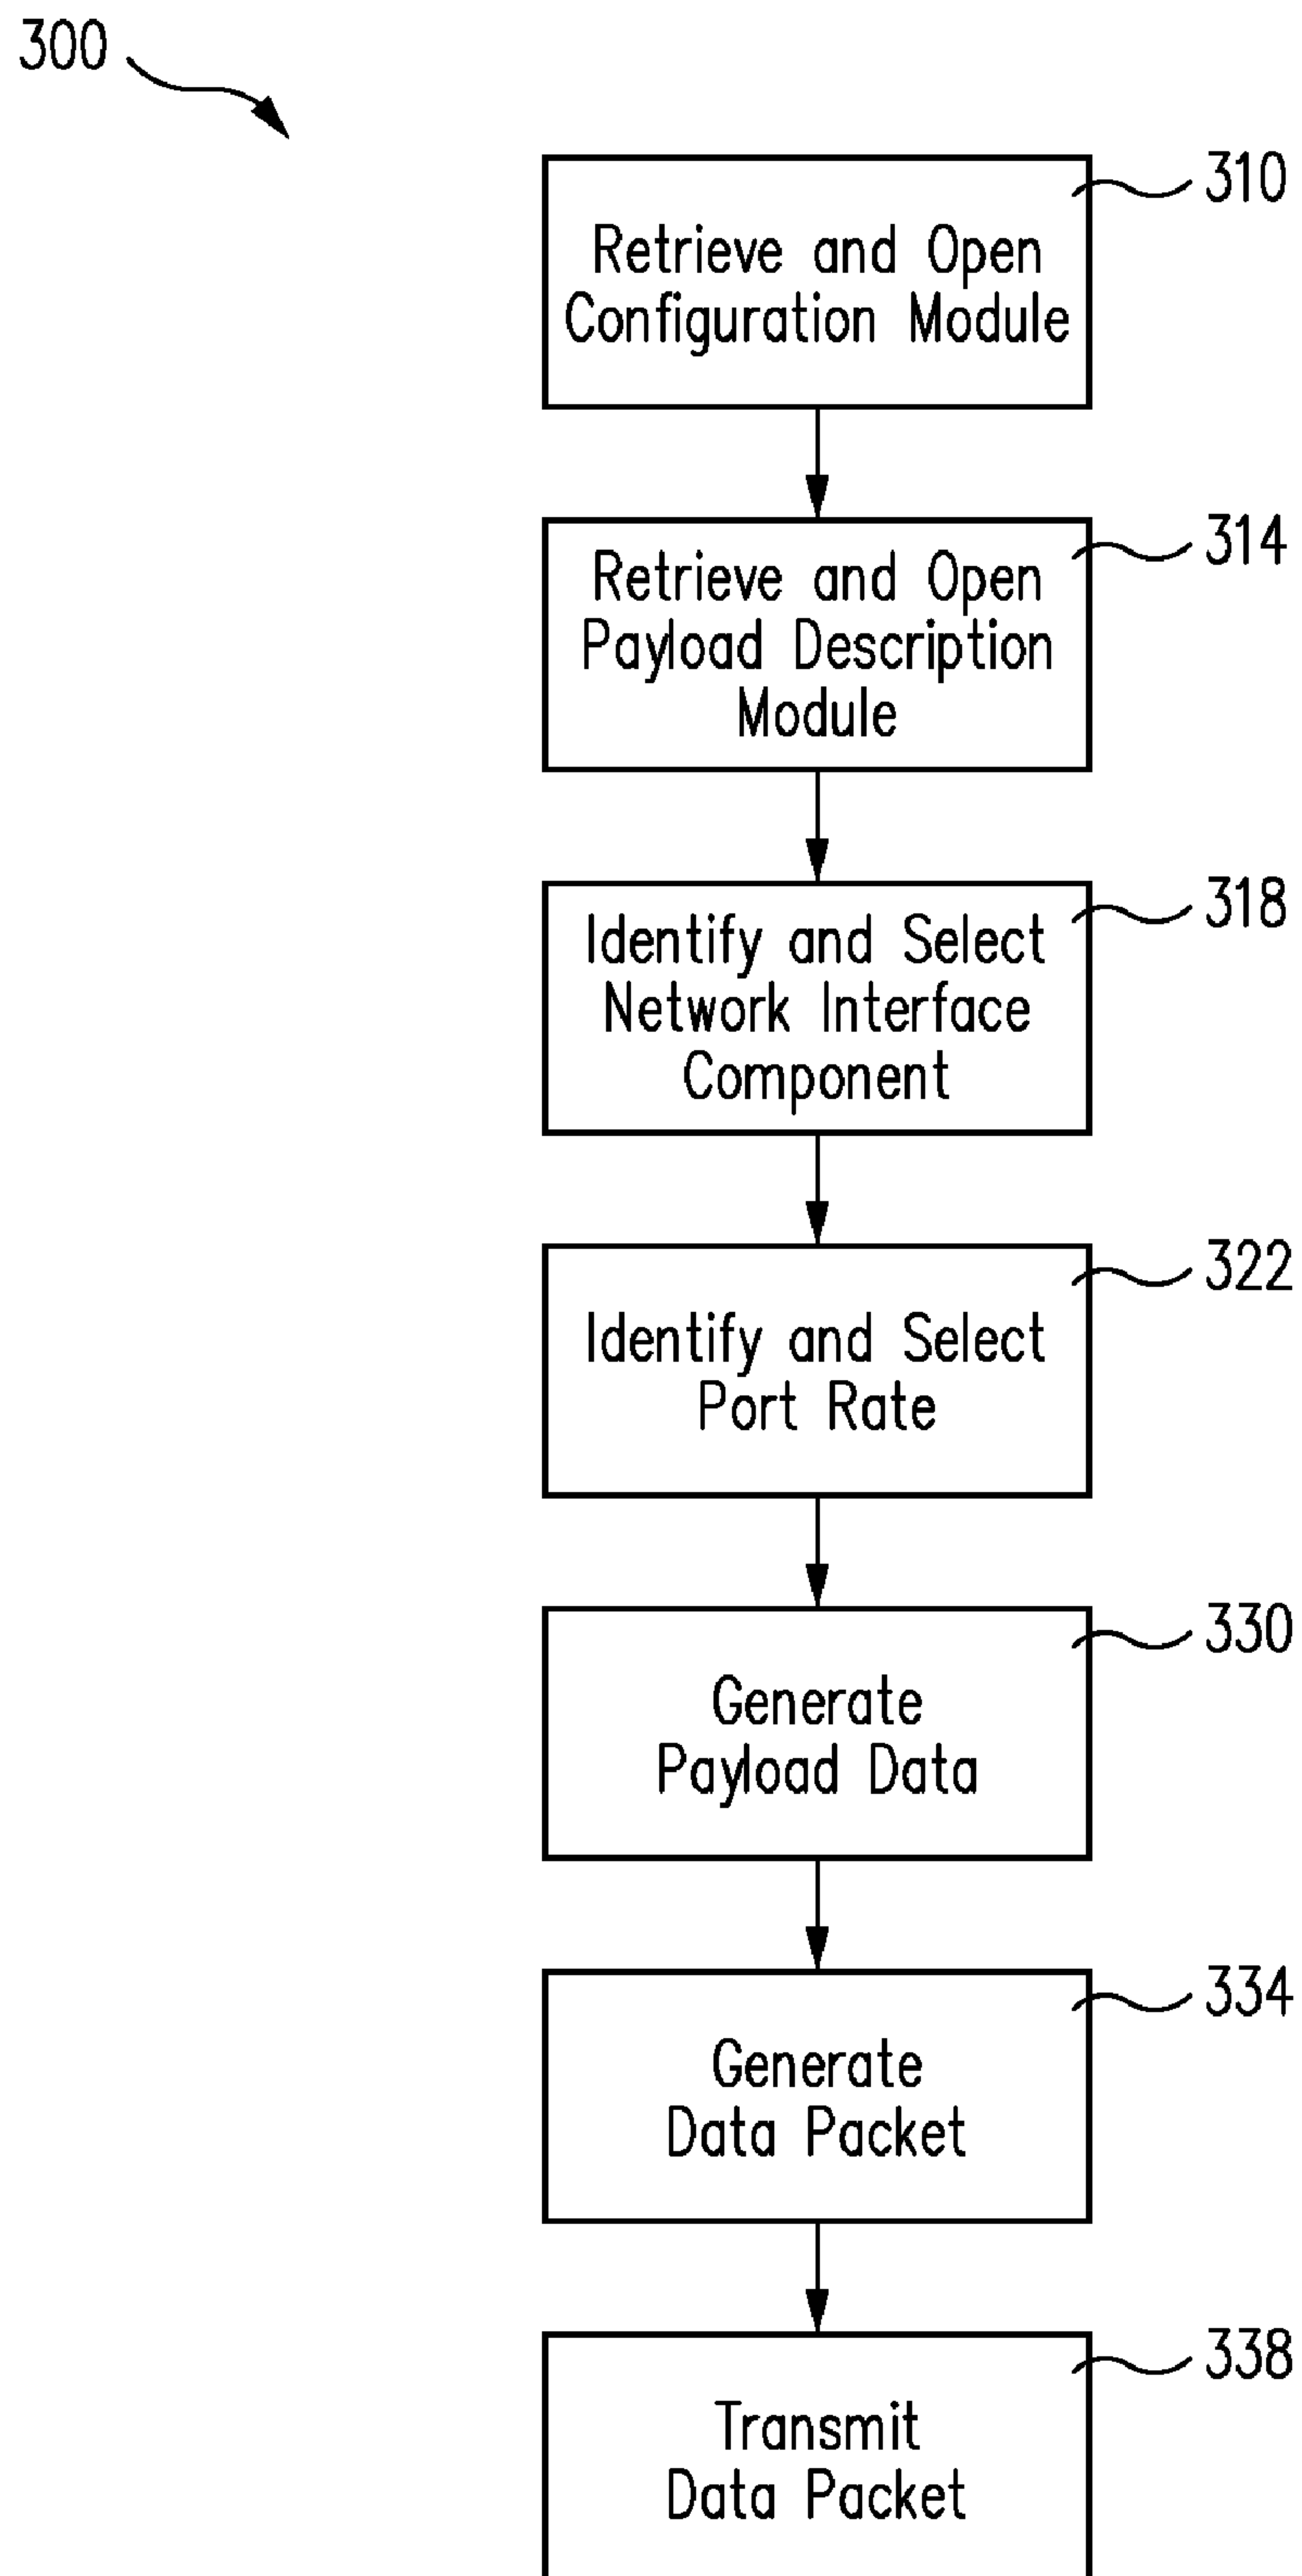 300
310
Retrieve and Open
Configuration Module
314
Retrieve and Open
Payload Description
Module
318
Identify and Select
Network Interface
Component
322
Identify and Select
Port Rate
330
Generate
Payload Data
334
Generate
Data Packet
338
Transmit
Data Packet